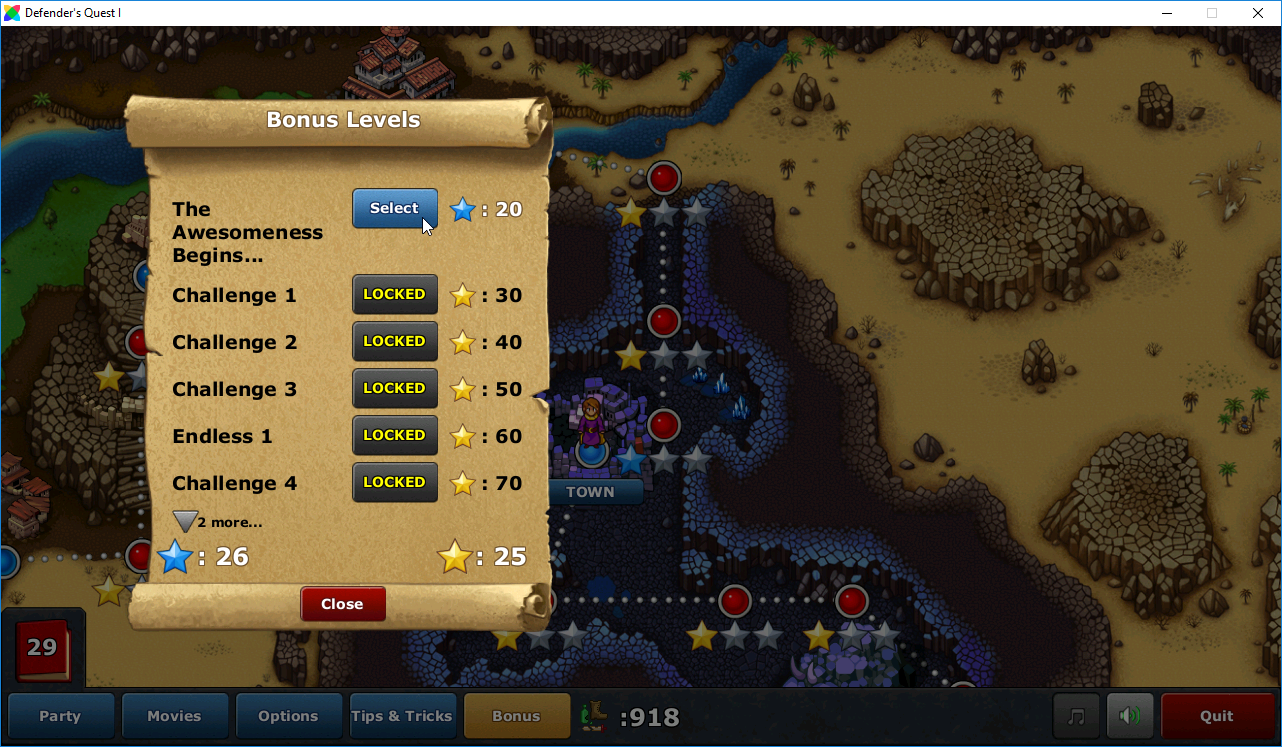 Defender's Quest I
Bonus Levels
The
Awesomeness
Begins...
Select
: 20
Challenge 1
LOCKED
: 30
Challenge 2
LOCKED
: 40
Challenge 3
LOCKED
: 50
Endless 1
LOCKED
: 60
Challenge 4
LOCKED
: 70
2 more...
: 26
: 25
Close
TOWN
29
Party
Movies
Options
Tips & Tricks
Bonus
:918
Quit